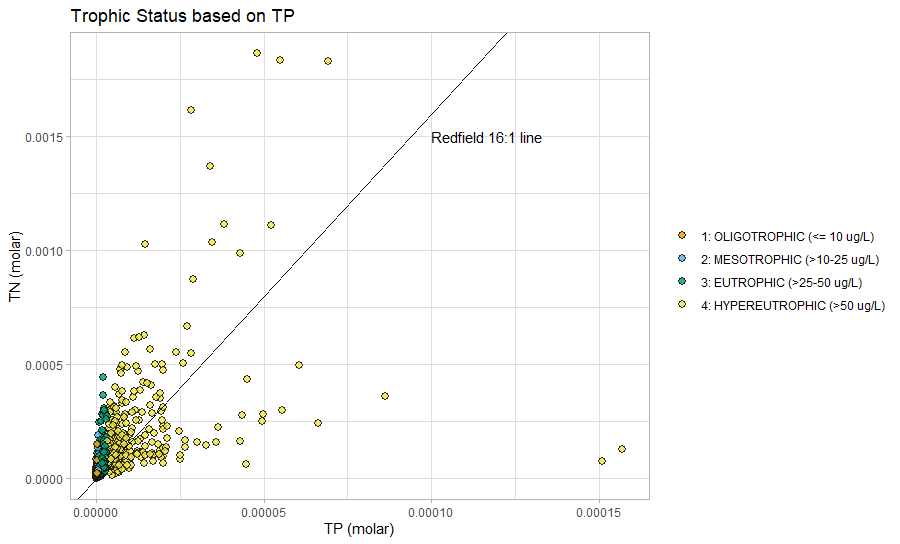 Trophic Status based on TP
TN (molar)
0.0015
0.0010
0.0005
0.0000
Redfield 16:1 line
0.00000
0.00005
0.00010
0.00015
TP (molar)
1: OLIGOTROPHIC (<= 10 ug/L)
2: MESOTROPHIC (>10-25 ug/L)
3: EUTROPHIC (>25-50 ug/L)
4: HYPEREUTROPHIC (>50 ug/L)